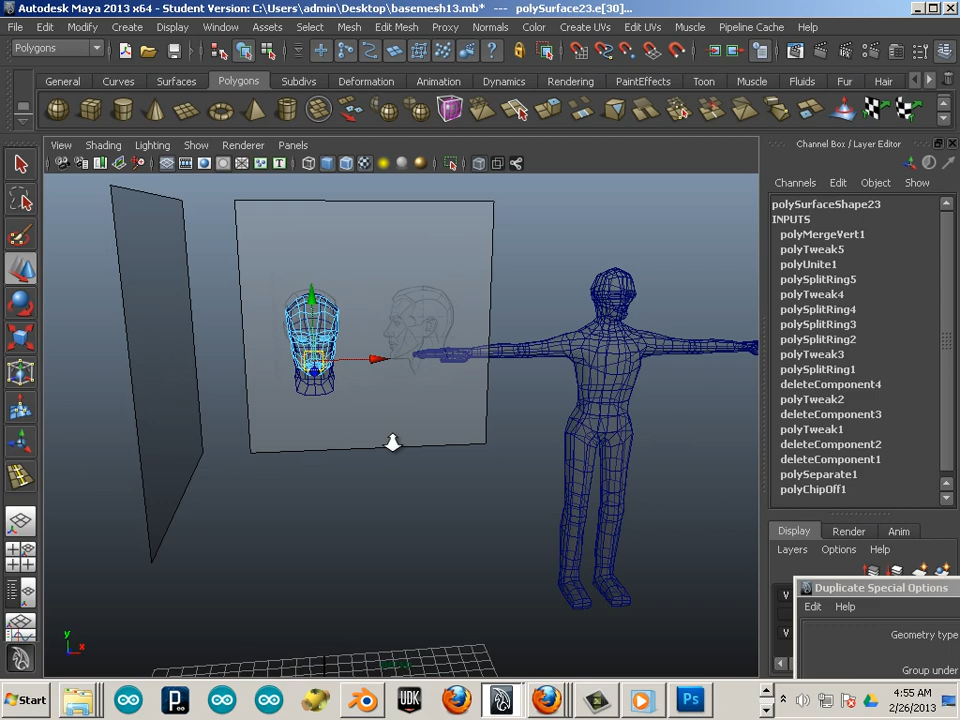 Autodesk Maya 2013 x64 - Student Version: C:\Users\admin\Desktop\basemesh13.mb*   ---   polySurface23.e[30]...
File Edit Modify Create Display Window Assets Select Mesh Edit Mesh Proxy Normals Color Create UVs Edit UVs Muscle Pipeline Cache Help
Polygons
General Curves Surfaces Polygons Subdivs Deformation Animation Dynamics Rendering PaintEffects Toon Muscle Fluids Fur Hair
View Shading Lighting Show Renderer Panels
Channel Box / Layer Editor
Channels Edit Object Show
polySurfaceShape23
INPUTS
polyMergeVert1
polyTweak5
polyUnite1
polySplitRing5
polyTweak4
polySplitRing4
polySplitRing3
polySplitRing2
polyTweak3
polySplitRing1
deleteComponent4
polyTweak2
deleteComponent3
polyTweak1
deleteComponent2
deleteComponent1
polySeparate1
polyChipOff1
Display Render Anim
Layers Options Help
V
Duplicate Special Options
Edit Help
V
Geometry type
Group under
y
x
Start
P
UDK
Ps
4:55 AM
2/26/2013